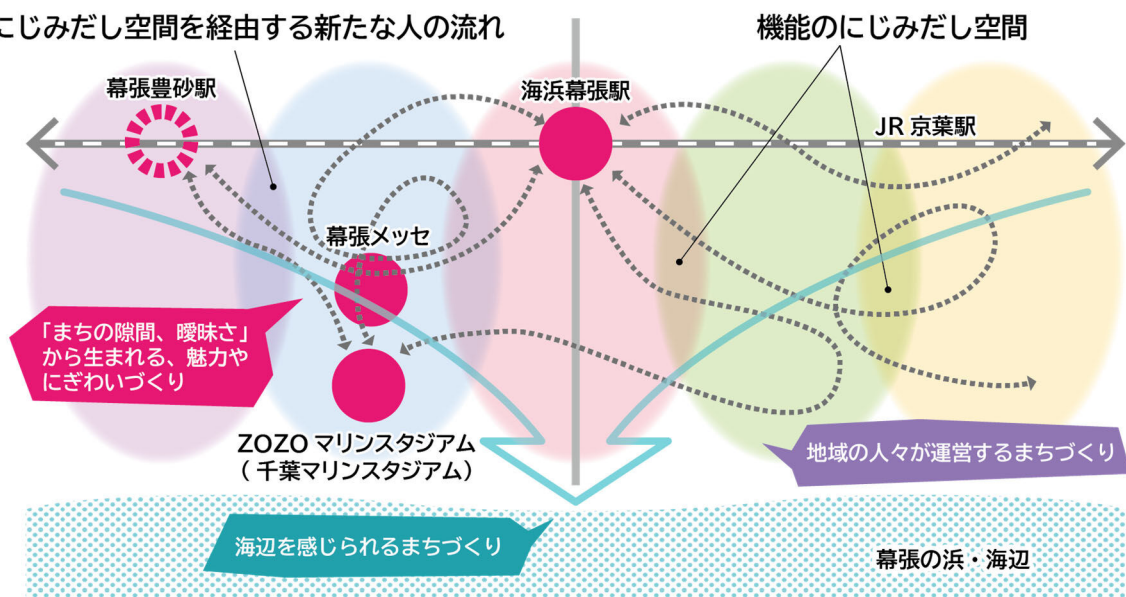 にじみだし空間を経由する新たな人の流れ
機能のにじみだし空間
幕張豊砂駅
海浜幕張駅
JR 京葉駅
幕張メッセ
「まちの隙間、曖昧さ」
から生まれる、魅力や
にぎわいづくり
ZOZO マリンスタジアム
( 千葉マリンスタジアム）
地域の人々が運営するまちづくり
海辺を感じられるまちづくり
幕張の浜・海辺